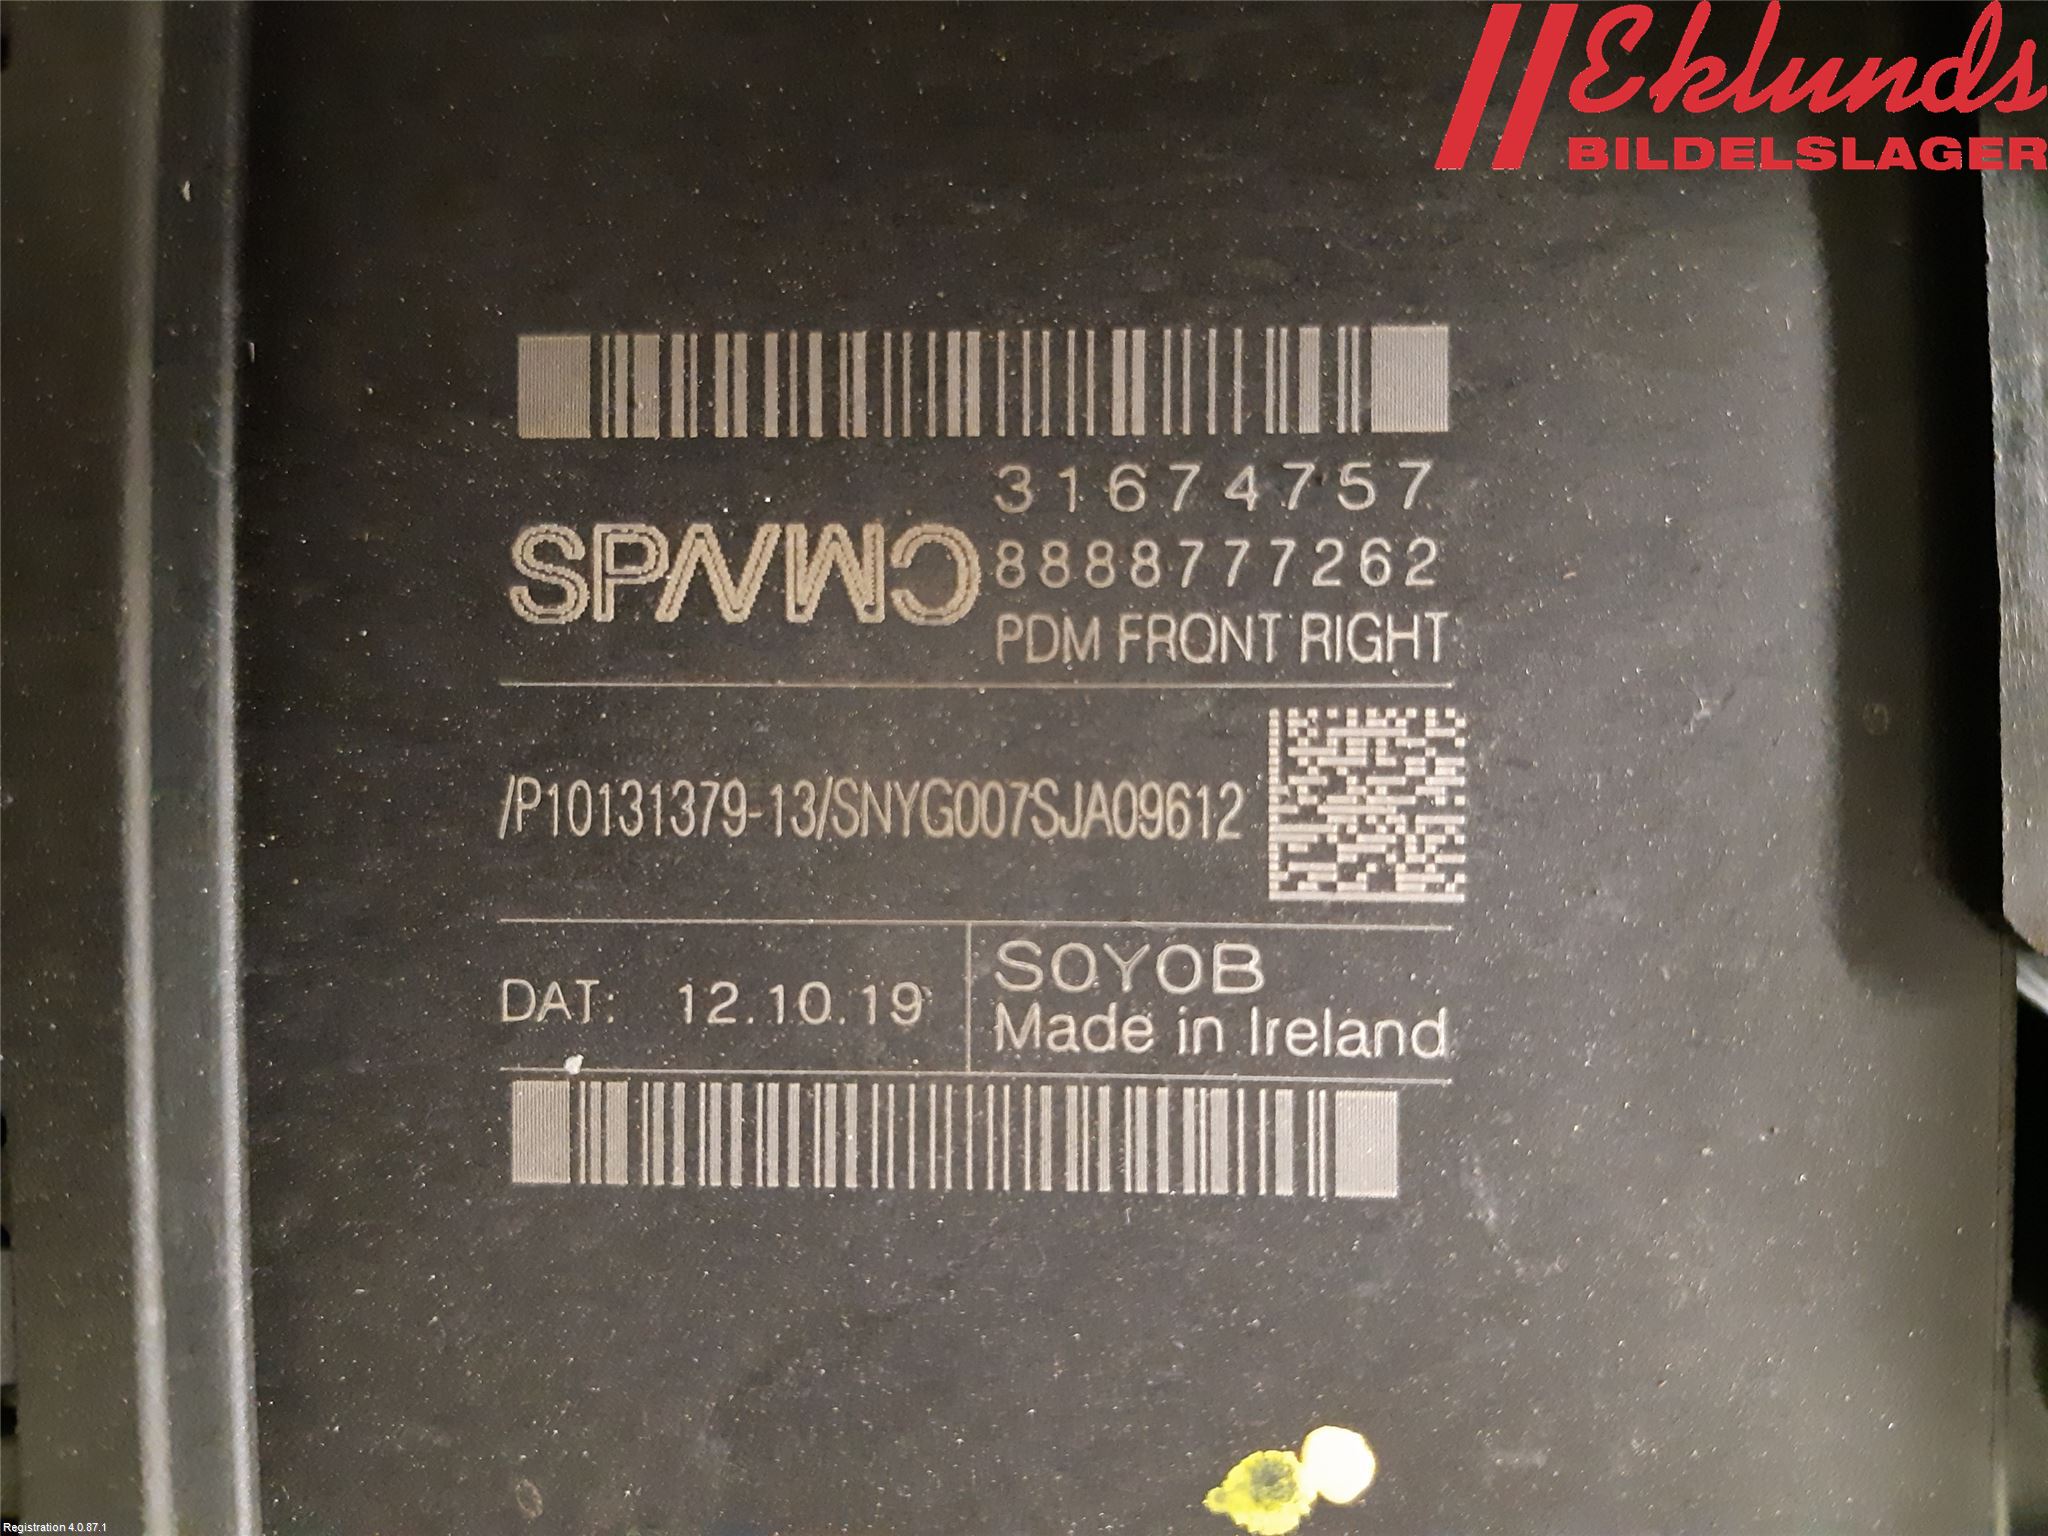 Eklunds
BILDELSLAGER
31674757
8888777262
PDM FRONT RIGHT
/P10131379-13/SNYG007SJA09612
DAT: 12.10.19
SOYOB
Made in Ireland
Registration 4.0.87.1